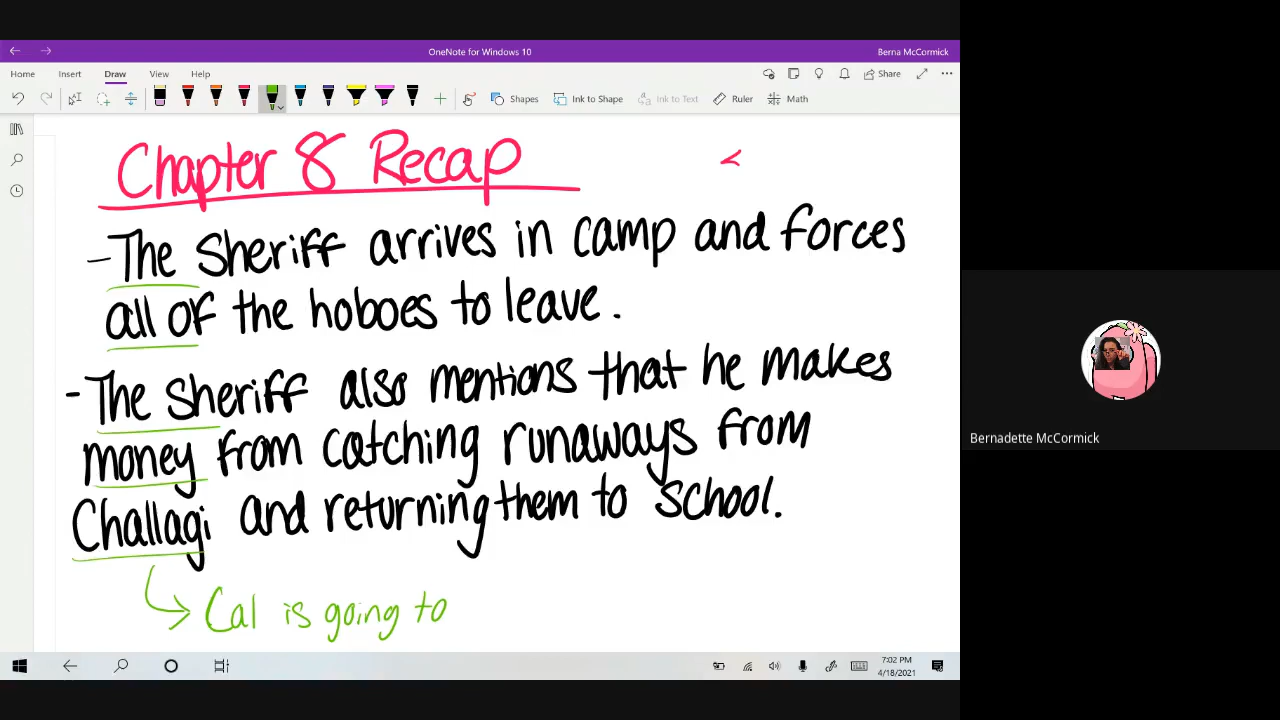 OneNote for Windows 10
Berna McCormick
Home Insert Draw View Help
Share
Shapes Ink to Shape Ink to Text Ruler Math
Chapter 8 Recap
<
- The Sheriff arrives in camp and forces
all of the hoboes to leave.
- The Sheriff also mentions that he makes
money from catching runaways from
Challagi and returning them to school.
→ Cal is going to
Bernadette McCormick
7:02 PM
4/18/2021